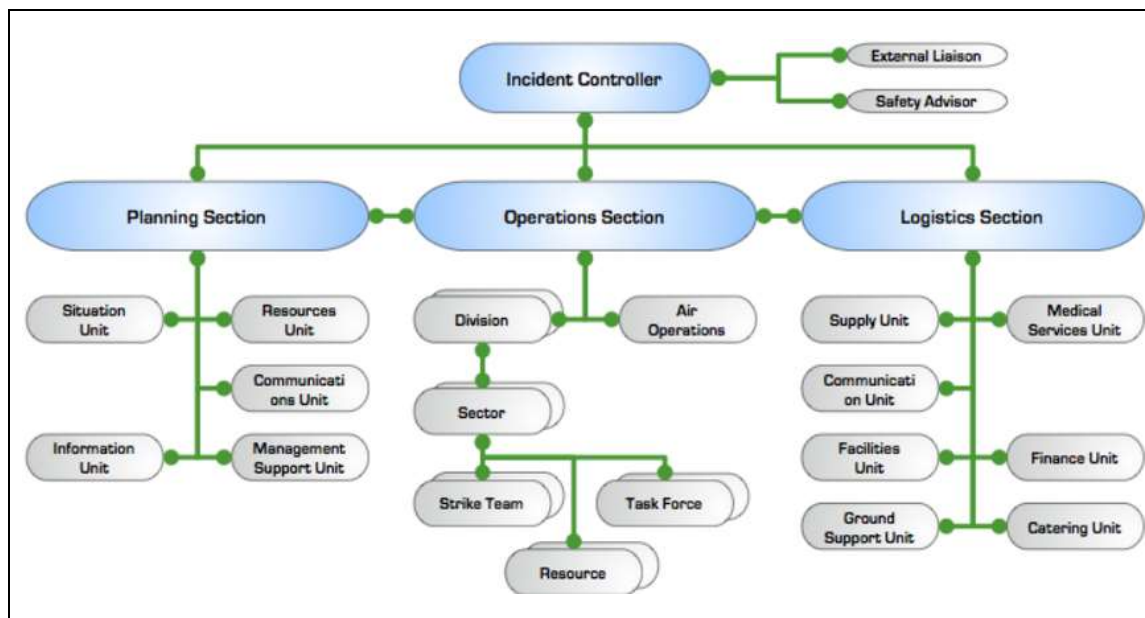 External Liaison
Incident Controller
Safety Advisor
Planning Section
Operations Section
Logistics Section
Situation
Unit
Resources
Unit
Division
Air
Operations
Supply Unit
Medical
Services Unit
Communicati
ons Unit
Sector
Communicati
on Unit
Information
Unit
Management
Support Unit
Facilities
Unit
Finance Unit
Strike Team
Task Force
Ground
Support Unit
Catering Unit
Resource